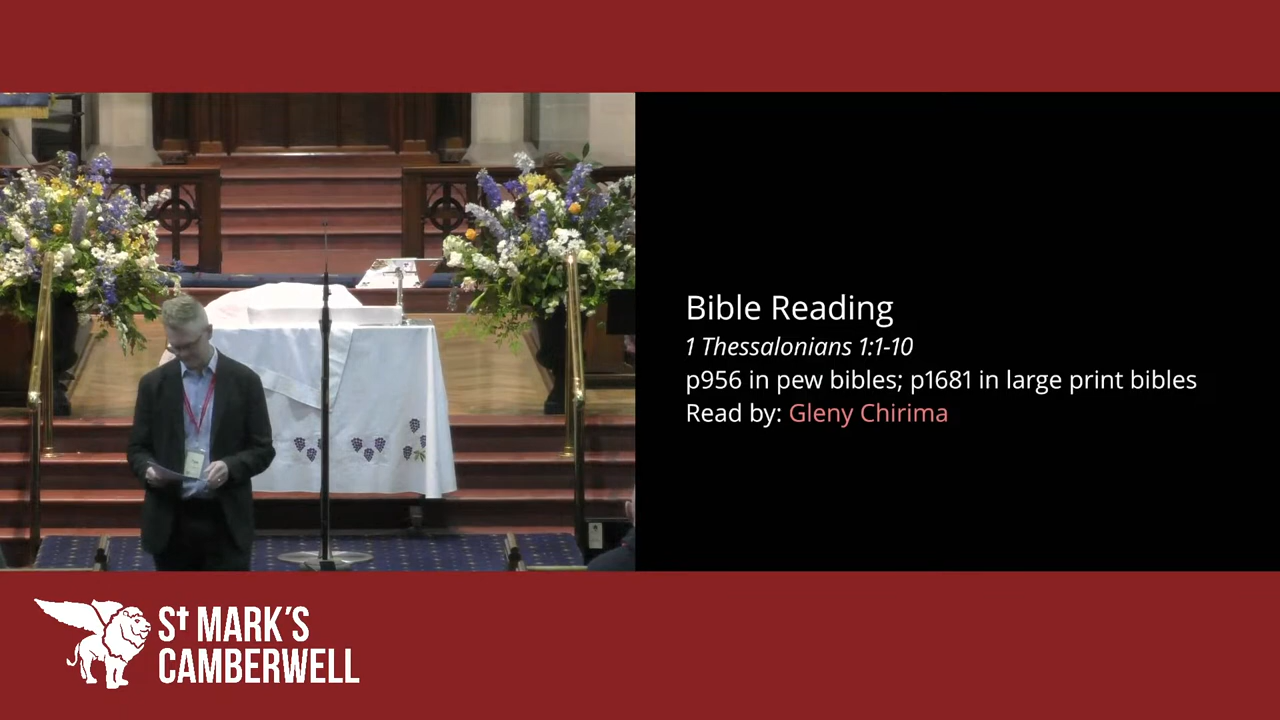 Bible Reading
1 Thessalonians 1:1-10
p956 in pew bibles; p1681 in large print bibles
Read by: Gleny Chirima
St MARK'S
CAMBERWELL